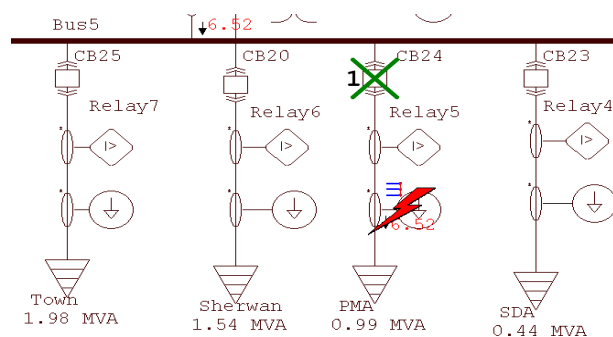 Bus5
6.52
CB25
CB20
CB24
CB23
1
Relay7
Relay6
Relay5
Relay4
I>
I>
I>
I>
6.52
Town
Sherwan
PMA
SDA
1.98 MVA
1.54 MVA
0.99 MVA
0.44 MVA